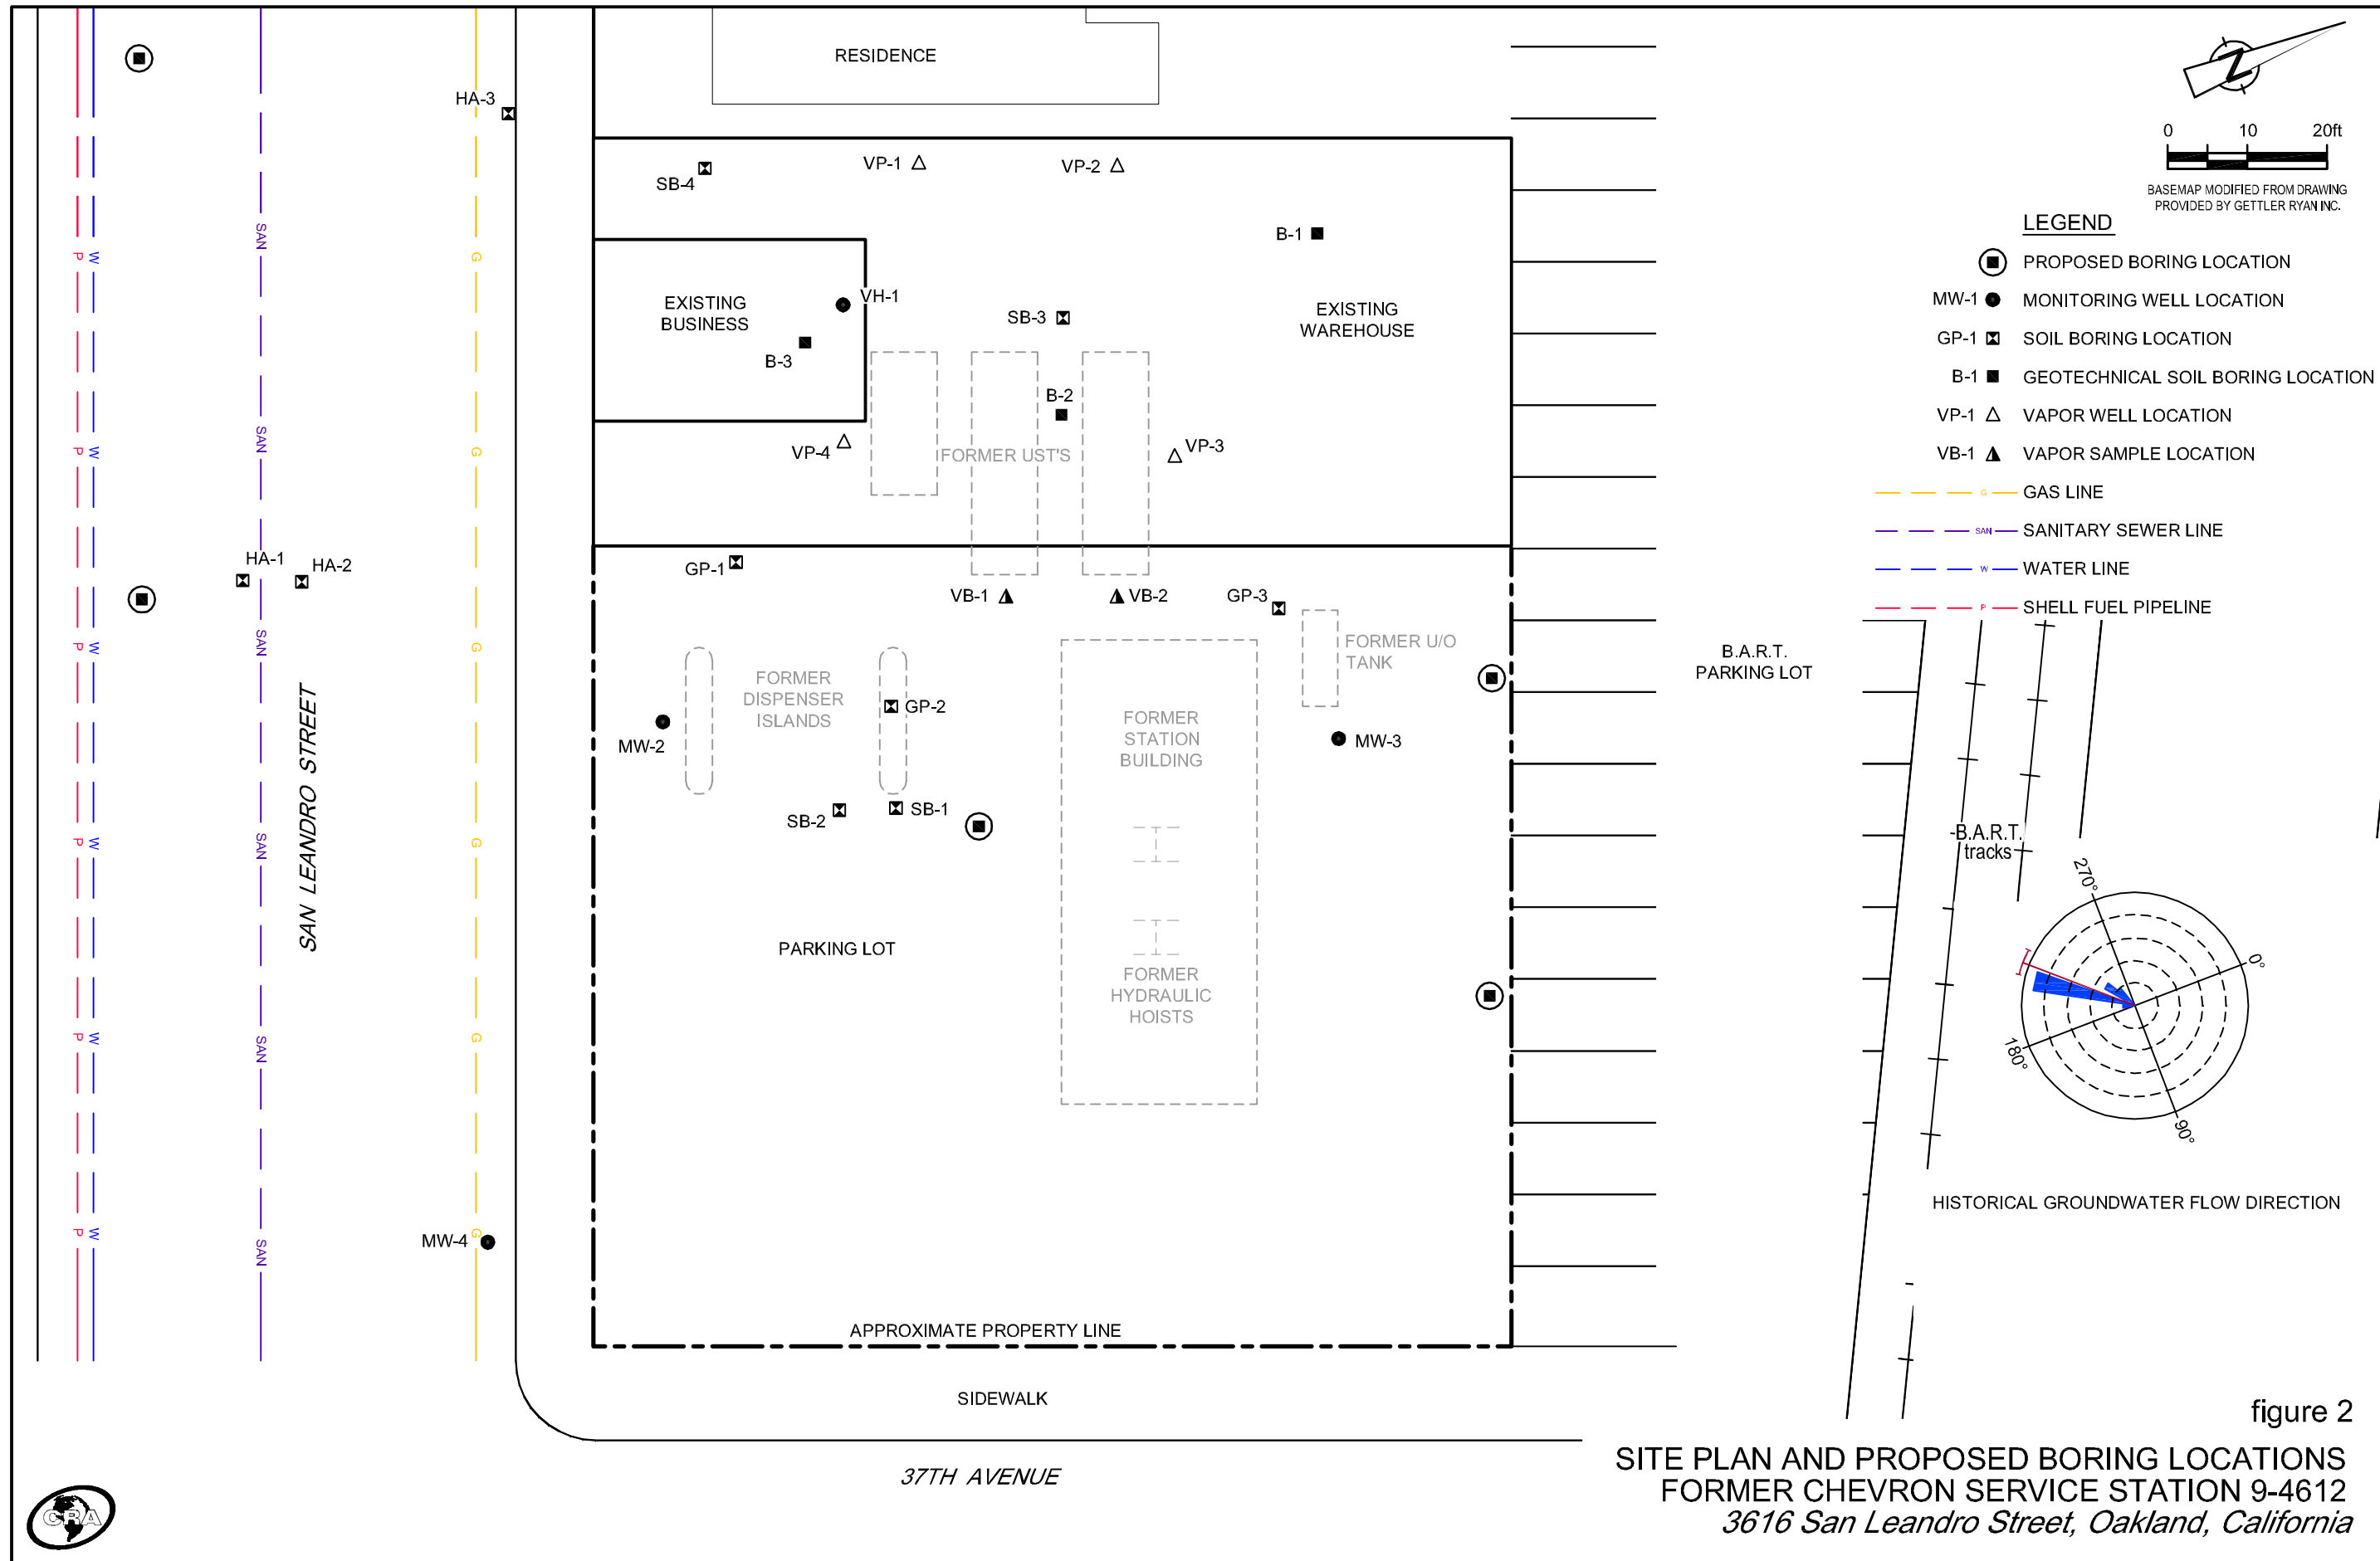 RESIDENCE
HA-3
SB-4
VP-1
VP-2
B-1
EXISTING
BUSINESS
VH-1
B-3
SB-3
EXISTING
WAREHOUSE
B-2
VP-4
FORMER UST'S
VP-3
HA-1
HA-2
GP-1
VB-1
VB-2
GP-3
FORMER U/O
TANK
FORMER
DISPENSER
ISLANDS
GP-2
MW-2
FORMER
STATION
BUILDING
MW-3
SB-2
SB-1
PARKING LOT
FORMER
HYDRAULIC
HOISTS
MW-4
APPROXIMATE PROPERTY LINE
SIDEWALK
37TH AVENUE
SAN LEANDRO STREET
P W SAN G
P W SAN G
P W SAN G
P W SAN G
P W SAN G
P W SAN G
B.A.R.T.
PARKING LOT
B.A.R.T.
tracks
N
0 10 20ft
BASEMAP MODIFIED FROM DRAWING
PROVIDED BY GETTLER RYAN INC.
LEGEND
PROPOSED BORING LOCATION
MW-1 MONITORING WELL LOCATION
GP-1 SOIL BORING LOCATION
B-1 GEOTECHNICAL SOIL BORING LOCATION
VP-1 VAPOR WELL LOCATION
VB-1 VAPOR SAMPLE LOCATION
G GAS LINE
SAN SANITARY SEWER LINE
W WATER LINE
P SHELL FUEL PIPELINE
270°
0°
180°
90°
HISTORICAL GROUNDWATER FLOW DIRECTION
figure 2
SITE PLAN AND PROPOSED BORING LOCATIONS
FORMER CHEVRON SERVICE STATION 9-4612
3616 San Leandro Street, Oakland, California
CRA